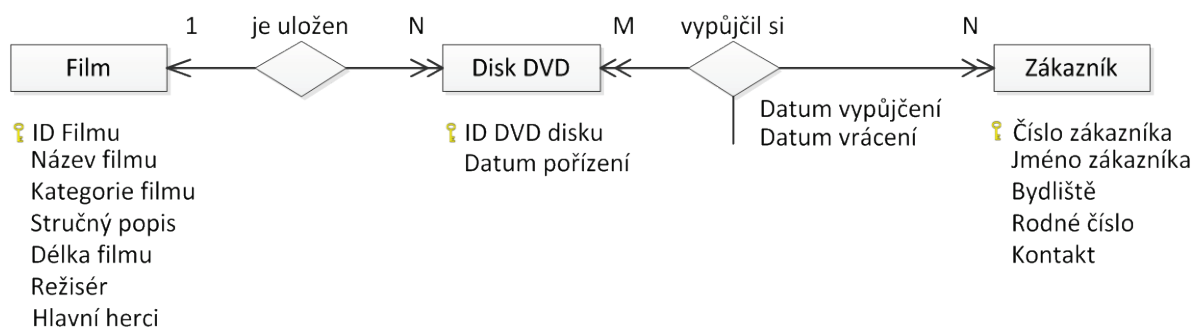 1 je uložen N M vypůjčil si N
Film Disk DVD Zákazník
ID Filmu
Název filmu
Kategorie filmu
Stručný popis
Délka filmu
Režisér
Hlavní herci
ID DVD disku
Datum pořízení
Datum vypůjčení
Datum vrácení
Číslo zákazníka
Jméno zákazníka
Bydliště
Rodné číslo
Kontakt